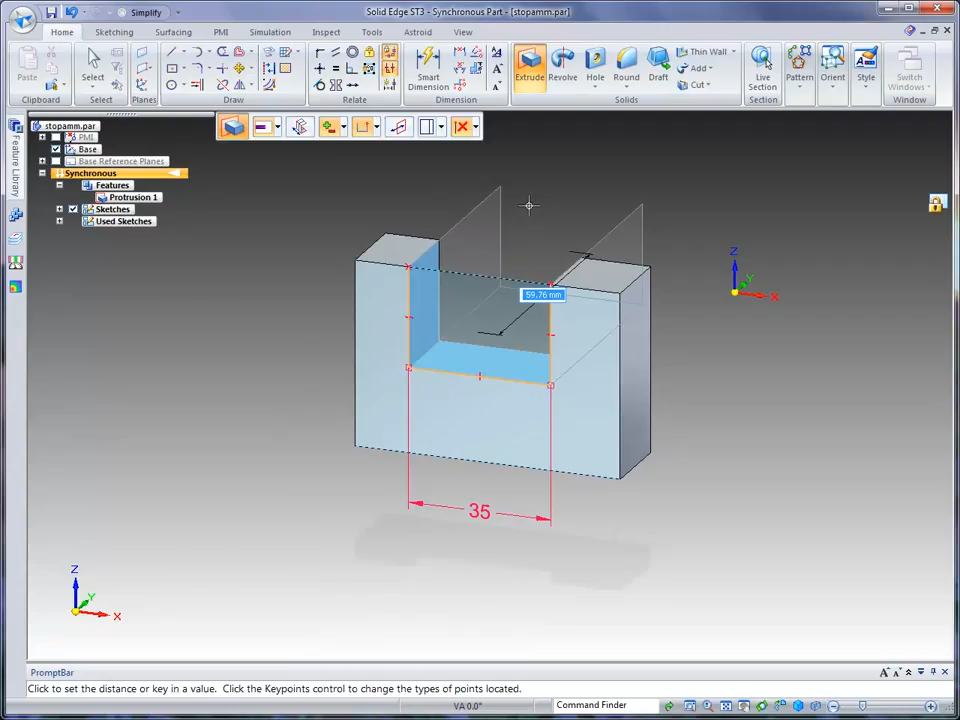 Simplify
Solid Edge ST3 - Synchronous Part - [stopamm.par]
Home Sketching Surfacing PMI Simulation Inspect Tools Astroid View
Paste
Select
Smart Dimension
Extrude Revolve Hole Round Draft
Thin Wall
Add
Cut
Live Section
Pattern Orient Style
Switch Windows
Clipboard Select Planes Draw Relate Dimension Solids Section Window
Feature Library
stopamm.par
PMI
Base
Base Reference Planes
Synchronous
Features
Protrusion 1
Sketches
Used Sketches
59,76 mm
35
Z
Y
X
Z
Y
X
PromptBar
Click to set the distance or key in a value. Click the Keypoints control to change the types of points located.
VA 0.0°
Command Finder